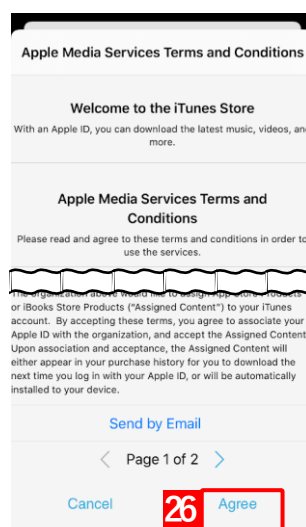 Apple Media Services Terms and Conditions
Welcome to the iTunes Store
With an Apple ID, you can download the latest music, videos, and
more.
Apple Media Services Terms and
Conditions
Please read and agree to these terms and conditions in order to
use the services.
The organization above would like to assign App Store Products
or iBooks Store Products ("Assigned Content") to your iTunes
account. By accepting these terms, you agree to associate your
Apple ID with the organization, and accept the Assigned Content
Upon association and acceptance, the Assigned Content will
either appear in your purchase history for you to download the
next time you log in with your Apple ID, or will be automatically
installed to your device.
Send by Email
Page 1 of 2
Cancel
26
Agree